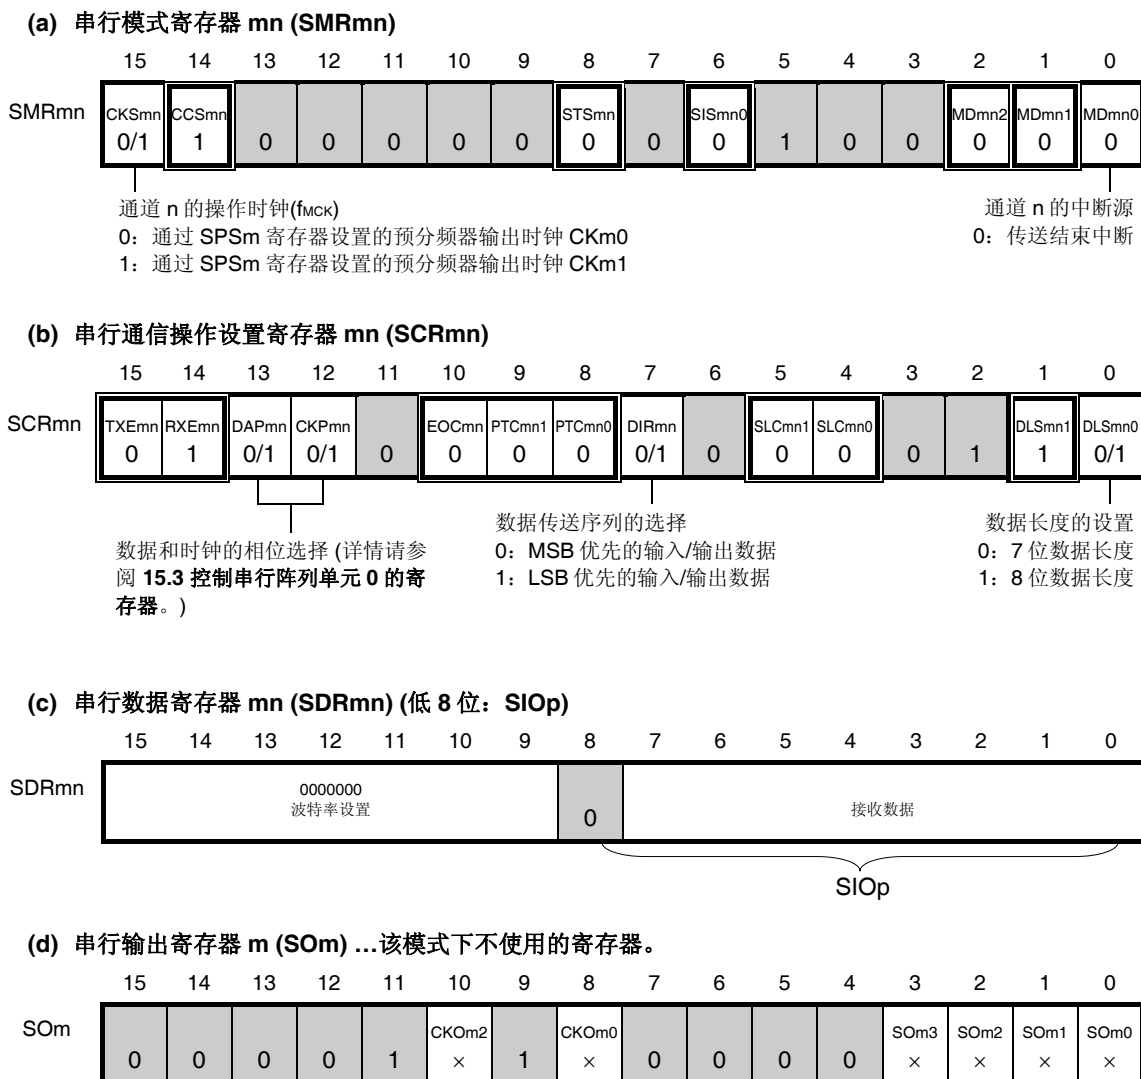 (a) 串行模式寄存器 mn (SMRmn)
15 14 13 12 11 10 9 8 7 6 5 4 3 2 1 0
SMRmn CKSmn CCSmn STSmn SISmn0 MDmn2 MDmn1 MDmn0
0/1 1 0 0 0 0 0 0 0 0 1 0 0 0 0 0
通道 n 的操作时钟(fMCK)
0：通过 SPSm 寄存器设置的预分频器输出时钟 CKm0
1：通过 SPSm 寄存器设置的预分频器输出时钟 CKm1
通道 n 的中断源
0：传送结束中断
(b) 串行通信操作设置寄存器 mn (SCRmn)
15 14 13 12 11 10 9 8 7 6 5 4 3 2 1 0
SCRmn TXEmn RXEmn DAPmn CKPmn EOCmn PTCmn1 PTCmn0 DIRmn SLCmn1 SLCmn0 DLSmn1 DLSmn0
0 1 0/1 0/1 0 0 0 0 0/1 0 0 0 0 1 1 0/1
数据和时钟的相位选择 (详情请参
阅 15.3 控制串行阵列单元 0 的寄
存器。)
数据传送序列的选择
0：MSB 优先的输入/输出数据
1：LSB 优先的输入/输出数据
数据长度的设置
0：7 位数据长度
1：8 位数据长度
(c) 串行数据寄存器 mn (SDRmn) (低 8 位：SIOp)
15 14 13 12 11 10 9 8 7 6 5 4 3 2 1 0
SDRmn
0000000
波特率设置
0
接收数据
SIOp
(d) 串行输出寄存器 m (SOm) …该模式下不使用的寄存器。
15 14 13 12 11 10 9 8 7 6 5 4 3 2 1 0
SOm CKOm2 CKOm0 SOm3 SOm2 SOm1 SOm0
0 0 0 0 1 × 1 × 0 0 0 0 × × × ×